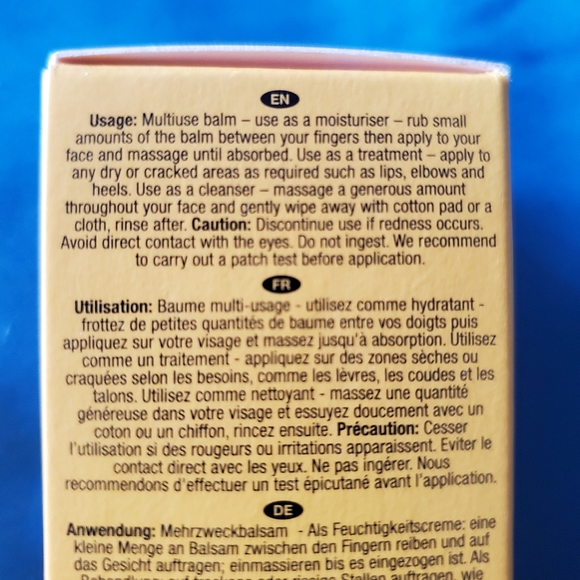 EN
Usage: Multiuse balm – use as a moisturiser – rub small
amounts of the balm between your fingers then apply to your
face and massage until absorbed. Use as a treatment – apply to
any dry or cracked areas as required such as lips, elbows and
heels. Use as a cleanser – massage a generous amount
throughout your face and gently wipe away with cotton pad or a
cloth, rinse after. Caution: Discontinue use if redness occurs.
Avoid direct contact with the eyes. Do not ingest. We recommend
to carry out a patch test before application.
FR
Utilisation: Baume multi-usage - utilisez comme hydratant -
frottez de petites quantités de baume entre vos doigts puis
appliquez sur votre visage et massez jusqu'à absorption. Utilisez
comme un traitement - appliquez sur des zones sèches ou
craquées selon les besoins, comme les lèvres, les coudes et les
talons. Utilisez comme nettoyant - massez une quantité
généreuse dans votre visage et essuyez doucement avec un
coton ou un chiffon, rincez ensuite. Précaution: Cesser
l'utilisation si des rougeurs ou irritations apparaissent. Eviter le
contact direct avec les yeux. Ne pas ingérer. Nous
recommendons d'effectuer un test épicutané avant l'application.
DE
Anwendung: Mehrzweckbalsam - Als Feuchtigkeitscreme: eine
kleine Menge an Balsam zwischen den Fingern reiben und auf
das Gesicht auftragen; einmassieren bis es eingezogen ist. Als